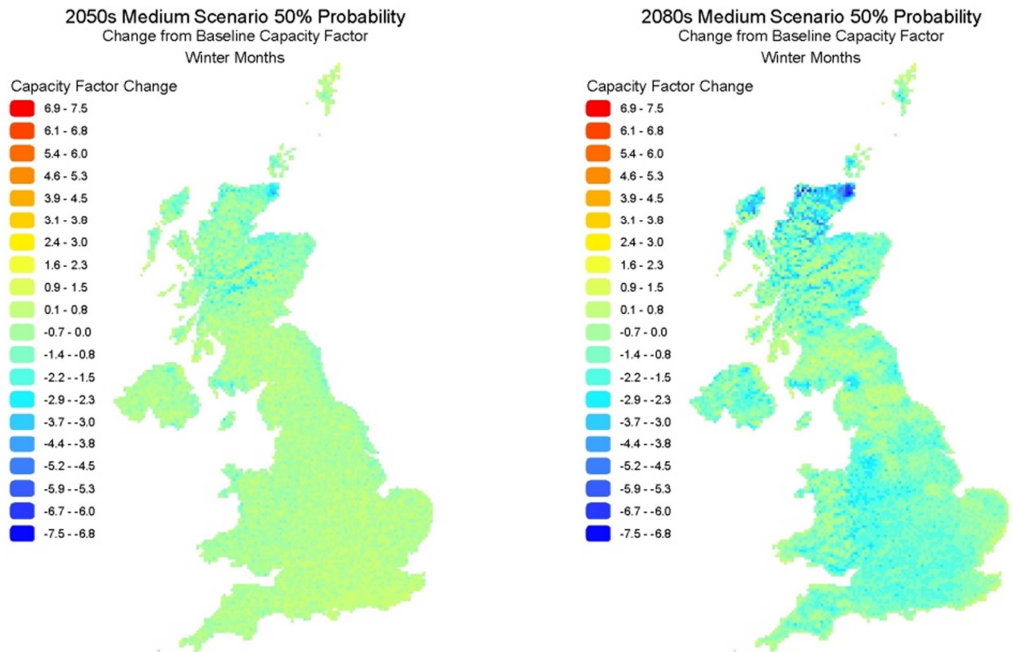 2050s Medium Scenario 50% Probability
Change from Baseline Capacity Factor
Winter Months
Capacity Factor Change
6.9 - 7.5
6.1 - 6.8
5.4 - 6.0
4.6 - 5.3
3.9 - 4.5
3.1 - 3.8
2.4 - 3.0
1.6 - 2.3
0.9 - 1.5
0.1 - 0.8
-0.7 - 0.0
-1.4 - -0.8
-2.2 - -1.5
-2.9 - -2.3
-3.7 - -3.0
-4.4 - -3.8
-5.2 - -4.5
-5.9 - -5.3
-6.7 - -6.0
-7.5 - -6.8
2080s Medium Scenario 50% Probability
Change from Baseline Capacity Factor
Winter Months
Capacity Factor Change
6.9 - 7.5
6.1 - 6.8
5.4 - 6.0
4.6 - 5.3
3.9 - 4.5
3.1 - 3.8
2.4 - 3.0
1.6 - 2.3
0.9 - 1.5
0.1 - 0.8
-0.7 - 0.0
-1.4 - -0.8
-2.2 - -1.5
-2.9 - -2.3
-3.7 - -3.0
-4.4 - -3.8
-5.2 - -4.5
-5.9 - -5.3
-6.7 - -6.0
-7.5 - -6.8